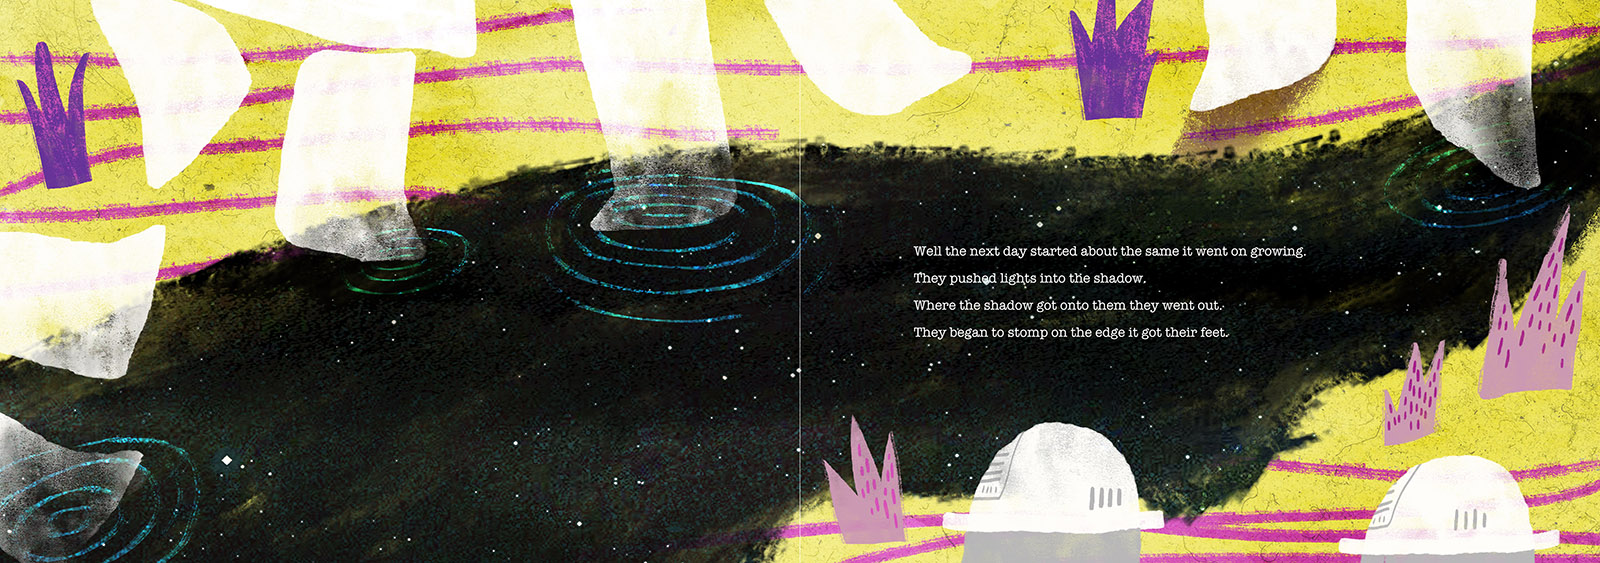 Well the next day started about the same it went on growing.
They pushed lights into the shadow.
Where the shadow got onto them they went out.
They began to stomp on the edge it got their feet.